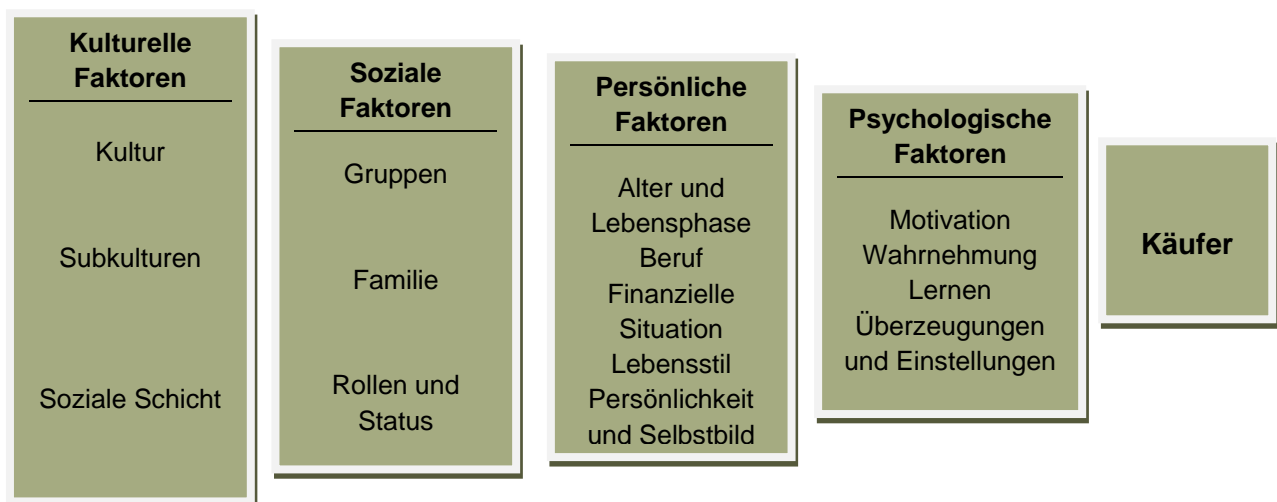 Kulturelle
Faktoren
Kultur
Subkulturen
Soziale Schicht
Soziale
Faktoren
Gruppen
Familie
Rollen und
Status
Persönliche
Faktoren
Alter und
Lebensphase
Beruf
Finanzielle
Situation
Lebensstil
Persönlichkeit
und Selbstbild
Psychologische
Faktoren
Motivation
Wahrnehmung
Lernen
Überzeugungen
und Einstellungen
Käufer